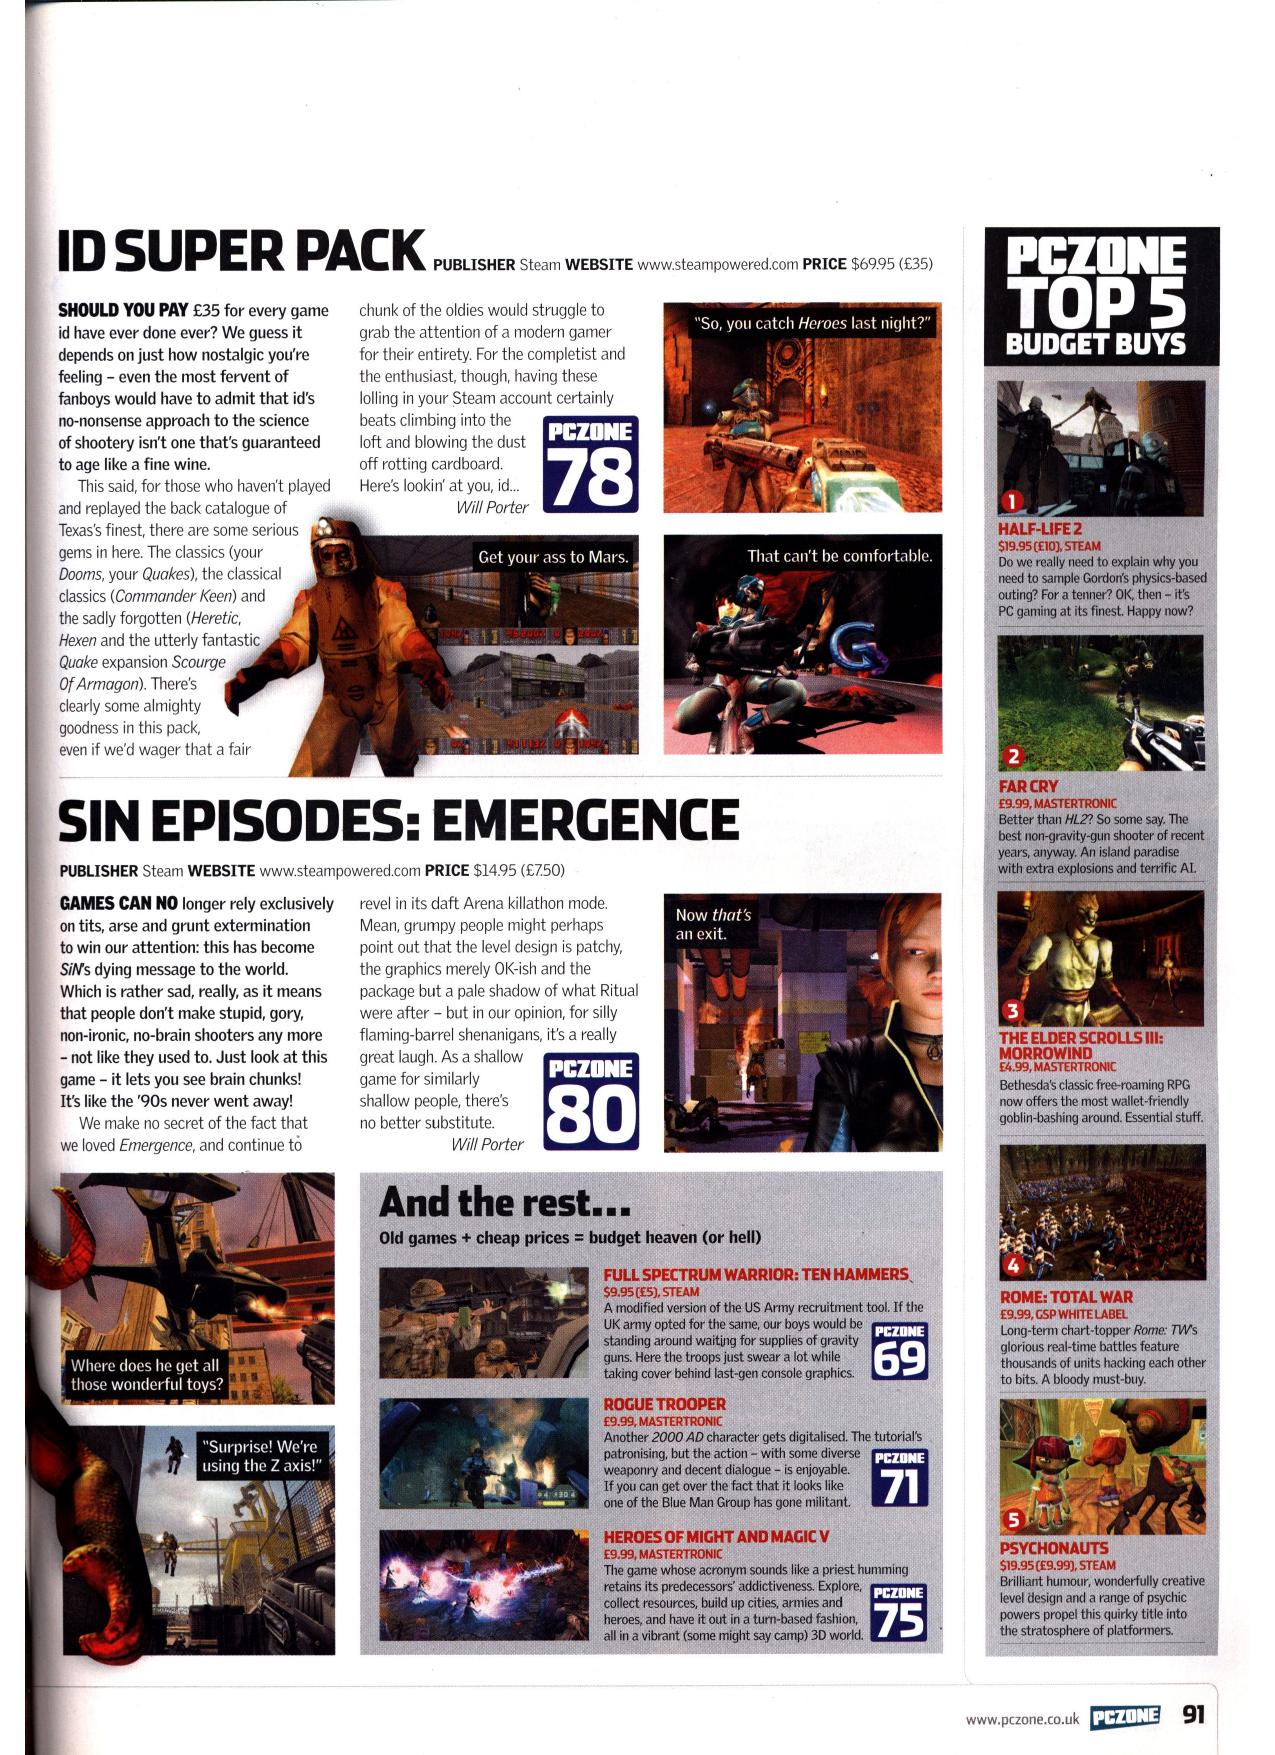 ID SUPER PACK PUBLISHER Steam WEBSITE www.steampowered.com PRICE $69.95 (£35)
SHOULD YOU PAY £35 for every game
id have ever done ever? We guess it
depends on just how nostalgic you're
feeling – even the most fervent of
fanboys would have to admit that id's
no-nonsense approach to the science
of shootery isn't one that's guaranteed
to age like a fine wine.
This said, for those who haven't played
and replayed the back catalogue of
Texas's finest, there are some serious
gems in here. The classics (your
Dooms, your Quakes), the classical
classics (Commander Keen) and
the sadly forgotten (Heretic,
Hexen and the utterly fantastic
Quake expansion Scourge
Of Armagon). There's
clearly some almighty
goodness in this pack,
even if we'd wager that a fair
chunk of the oldies would struggle to
grab the attention of a modern gamer
for their entirety. For the completist and
the enthusiast, though, having these
lolling in your Steam account certainly
beats climbing into the
loft and blowing the dust
off rotting cardboard.
Here's lookin' at you, id...
Will Porter
PCZONE
78
"So, you catch Heroes last night?"
Get your ass to Mars.
That can't be comfortable.
SIN EPISODES: EMERGENCE
PUBLISHER Steam WEBSITE www.steampowered.com PRICE $14.95 (£7.50)
GAMES CAN NO longer rely exclusively
on tits, arse and grunt extermination
to win our attention: this has become
SiN's dying message to the world.
Which is rather sad, really, as it means
that people don't make stupid, gory,
non-ironic, no-brain shooters any more
– not like they used to. Just look at this
game – it lets you see brain chunks!
It's like the '90s never went away!
We make no secret of the fact that
we loved Emergence, and continue to
revel in its daft Arena killathon mode.
Mean, grumpy people might perhaps
point out that the level design is patchy,
the graphics merely OK-ish and the
package but a pale shadow of what Ritual
were after – but in our opinion, for silly
flaming-barrel shenanigans, it's a really
great laugh. As a shallow
game for similarly
shallow people, there's
no better substitute.
Will Porter
PCZONE
80
Now that's
an exit.
Where does he get all
those wonderful toys?
"Surprise! We're
using the Z axis!"
And the rest...
Old games + cheap prices = budget heaven (or hell)
FULL SPECTRUM WARRIOR: TEN HAMMERS
$9.95 (£5), STEAM
A modified version of the US Army recruitment tool. If the
UK army opted for the same, our boys would be
standing around waiting for supplies of gravity
guns. Here the troops just swear a lot while
taking cover behind last-gen console graphics.
PCZONE
69
ROGUE TROOPER
£9.99, MASTERTRONIC
Another 2000 AD character gets digitalised. The tutorial's
patronising, but the action – with some diverse
weaponry and decent dialogue – is enjoyable.
If you can get over the fact that it looks like
one of the Blue Man Group has gone militant.
PCZONE
71
HEROES OF MIGHT AND MAGIC V
£9.99, MASTERTRONIC
The game whose acronym sounds like a priest humming
retains its predecessors' addictiveness. Explore,
collect resources, build up cities, armies and
heroes, and have it out in a turn-based fashion,
all in a vibrant (some might say camp) 3D world.
PCZONE
75
PCZONE
TOP 5
BUDGET BUYS
1
HALF-LIFE 2
$19.95 (£10), STEAM
Do we really need to explain why you
need to sample Gordon's physics-based
outing? For a tenner? OK, then – it's
PC gaming at its finest. Happy now?
2
FAR CRY
£9.99, MASTERTRONIC
Better than HL2? So some say. The
best non-gravity-gun shooter of recent
years, anyway. An island paradise
with extra explosions and terrific AI.
3
THE ELDER SCROLLS III:
MORROWIND
£4.99, MASTERTRONIC
Bethesda's classic free-roaming RPG
now offers the most wallet-friendly
goblin-bashing around. Essential stuff.
4
ROME: TOTAL WAR
£9.99, GSP WHITE LABEL
Long-term chart-topper Rome: TW's
glorious real-time battles feature
thousands of units hacking each other
to bits. A bloody must-buy.
5
PSYCHONAUTS
$19.95 (£9.99), STEAM
Brilliant humour, wonderfully creative
level design and a range of psychic
powers propel this quirky title into
the stratosphere of platformers.
www.pczone.co.uk PCZONE 91